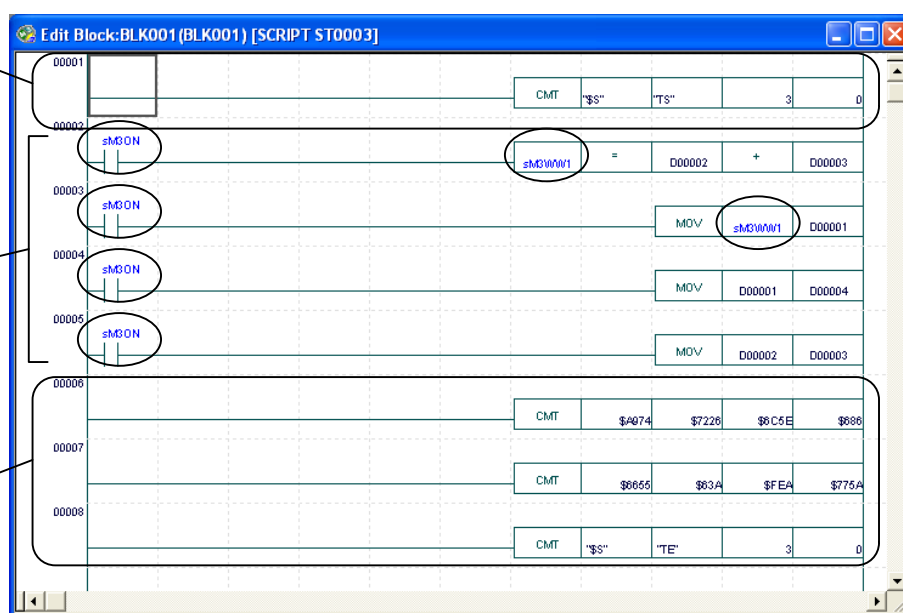 Edit Block:BLK001(BLK001) [SCRIPT ST0003]
00001
CMT "$S" "TS" 3 0
00002
sM3ON
sM3WW1 = D00002 + D00003
00003
sM3ON
MOV sM3WW1 D00001
00004
sM3ON
MOV D00001 D00004
00005
sM3ON
MOV D00002 D00003
00006
CMT $A974 $7226 $6C5E $686
00007
CMT $6655 $63A $FEA $775A
00008
CMT "$S" "TE" 3 0